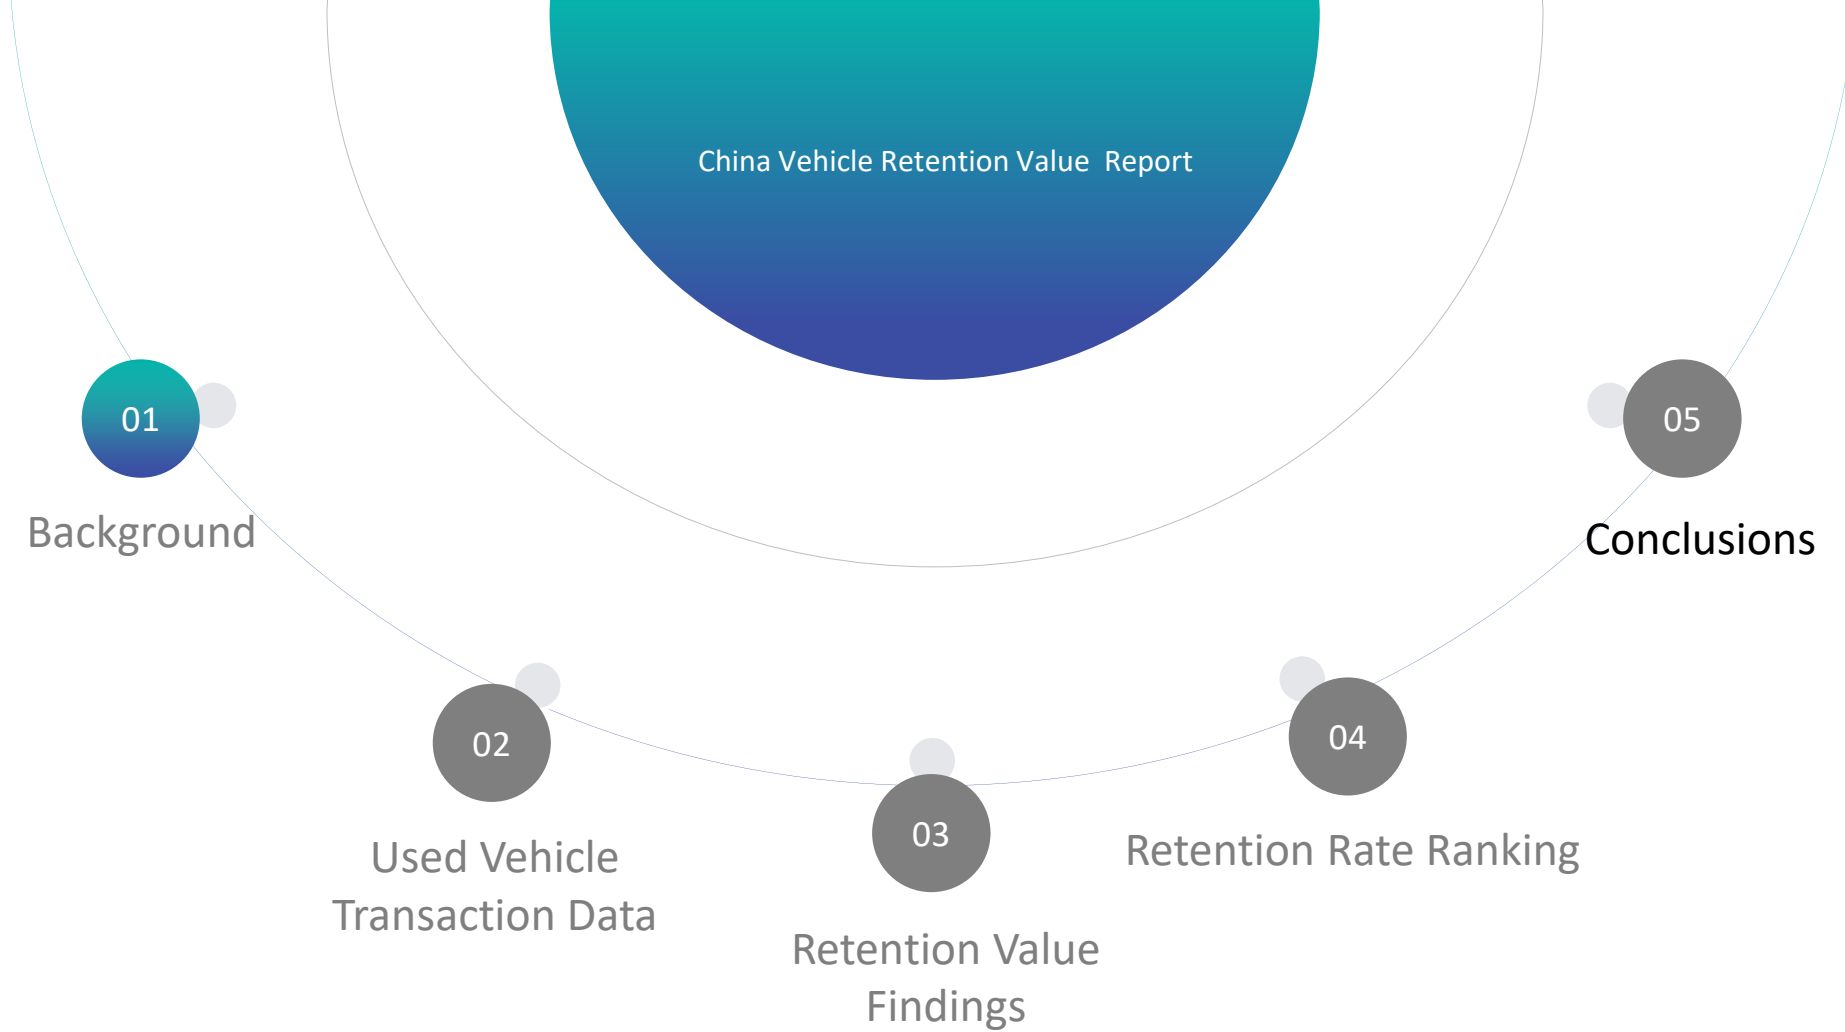 China Vehicle Retention Value  Report
01
Background
02
Used Vehicle
Transaction Data
03
Retention Value
Findings
04
Retention Rate Ranking
05
Conclusions